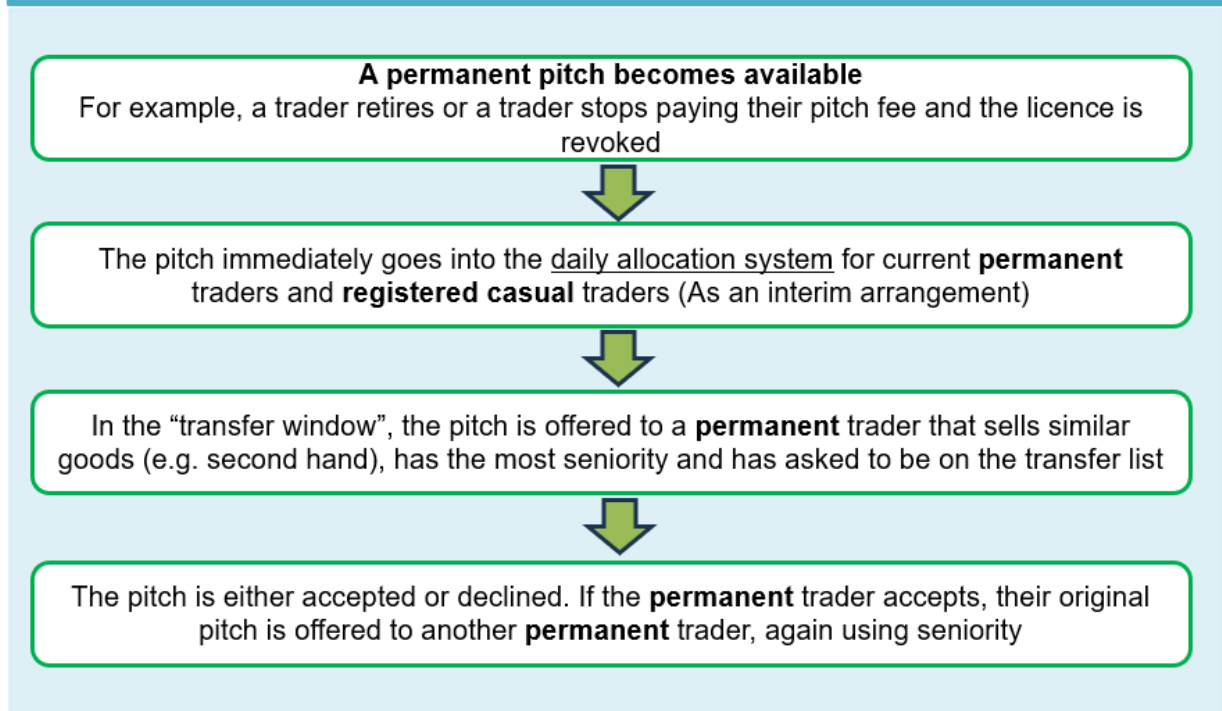 A permanent pitch becomes available
For example, a trader retires or a trader stops paying their pitch fee and the licence is
revoked
The pitch immediately goes into the daily allocation system for current permanent
traders and registered casual traders (As an interim arrangement)
In the “transfer window”, the pitch is offered to a permanent trader that sells similar
goods (e.g. second hand), has the most seniority and has asked to be on the transfer list
The pitch is either accepted or declined. If the permanent trader accepts, their original
pitch is offered to another permanent trader, again using seniority